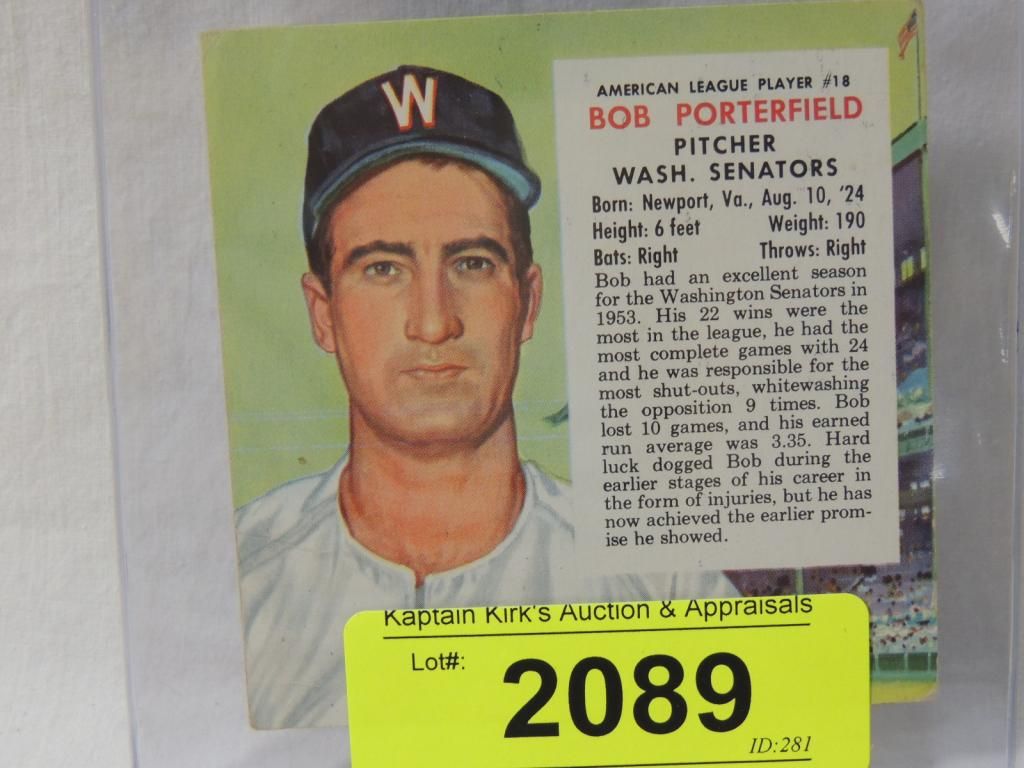 W
AMERICAN LEAGUE PLAYER #18
BOB PORTERFIELD
PITCHER
WASH. SENATORS
Born: Newport, Va., Aug. 10, '24
Height: 6 feet Weight: 190
Bats: Right Throws: Right
Bob had an excellent season
for the Washington Senators in
1953. His 22 wins were the
most in the league, he had the
most complete games with 24
and he was responsible for the
most shut-outs, whitewashing
the opposition 9 times. Bob
lost 10 games, and his earned
run average was 3.35. Hard
luck dogged Bob during the
earlier stages of his career in
the form of injuries, but he has
now achieved the earlier prom-
ise he showed.
Kaptain Kirk's Auction & Appraisals
Lot#:
2089
ID:281